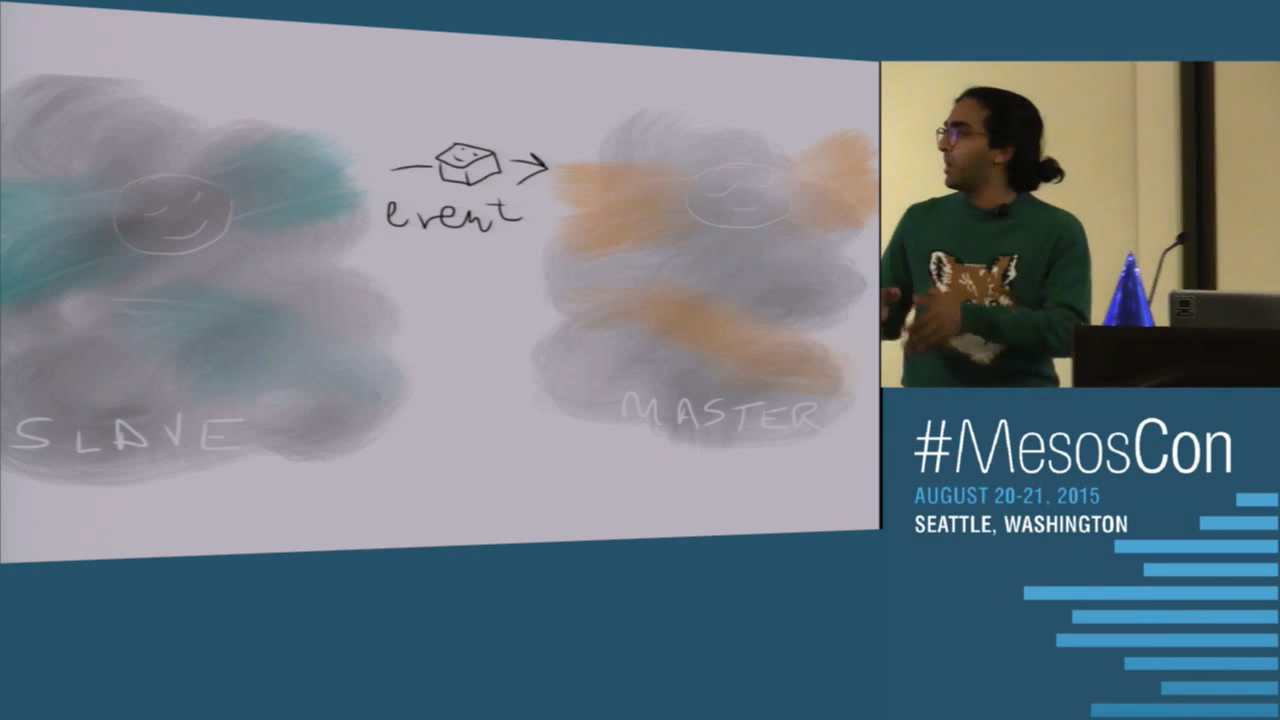 event
SLAVE
MASTER
#MesosCon
AUGUST 20-21, 2015
SEATTLE, WASHINGTON